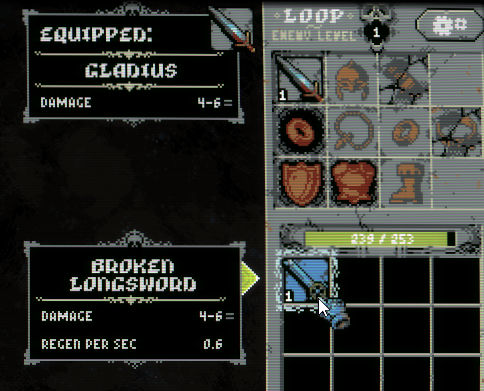 EQUIPPED:
GLADIUS
DAMAGE 4-6 =
BROKEN
LONGSWORD
DAMAGE 4-6 =
REGEN PER SEC 0.6
LOOP
ENEMY LEVEL
1
1
239 / 253
1